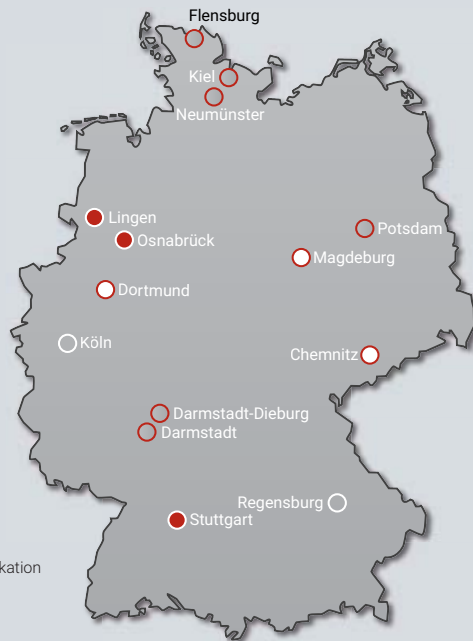 Flensburg
Kiel
Neumünster
Lingen
Osnabrück
Potsdam
Magdeburg
Dortmund
Köln
Chemnitz
Darmstadt-Dieburg
Darmstadt
Regensburg
Stuttgart
kation